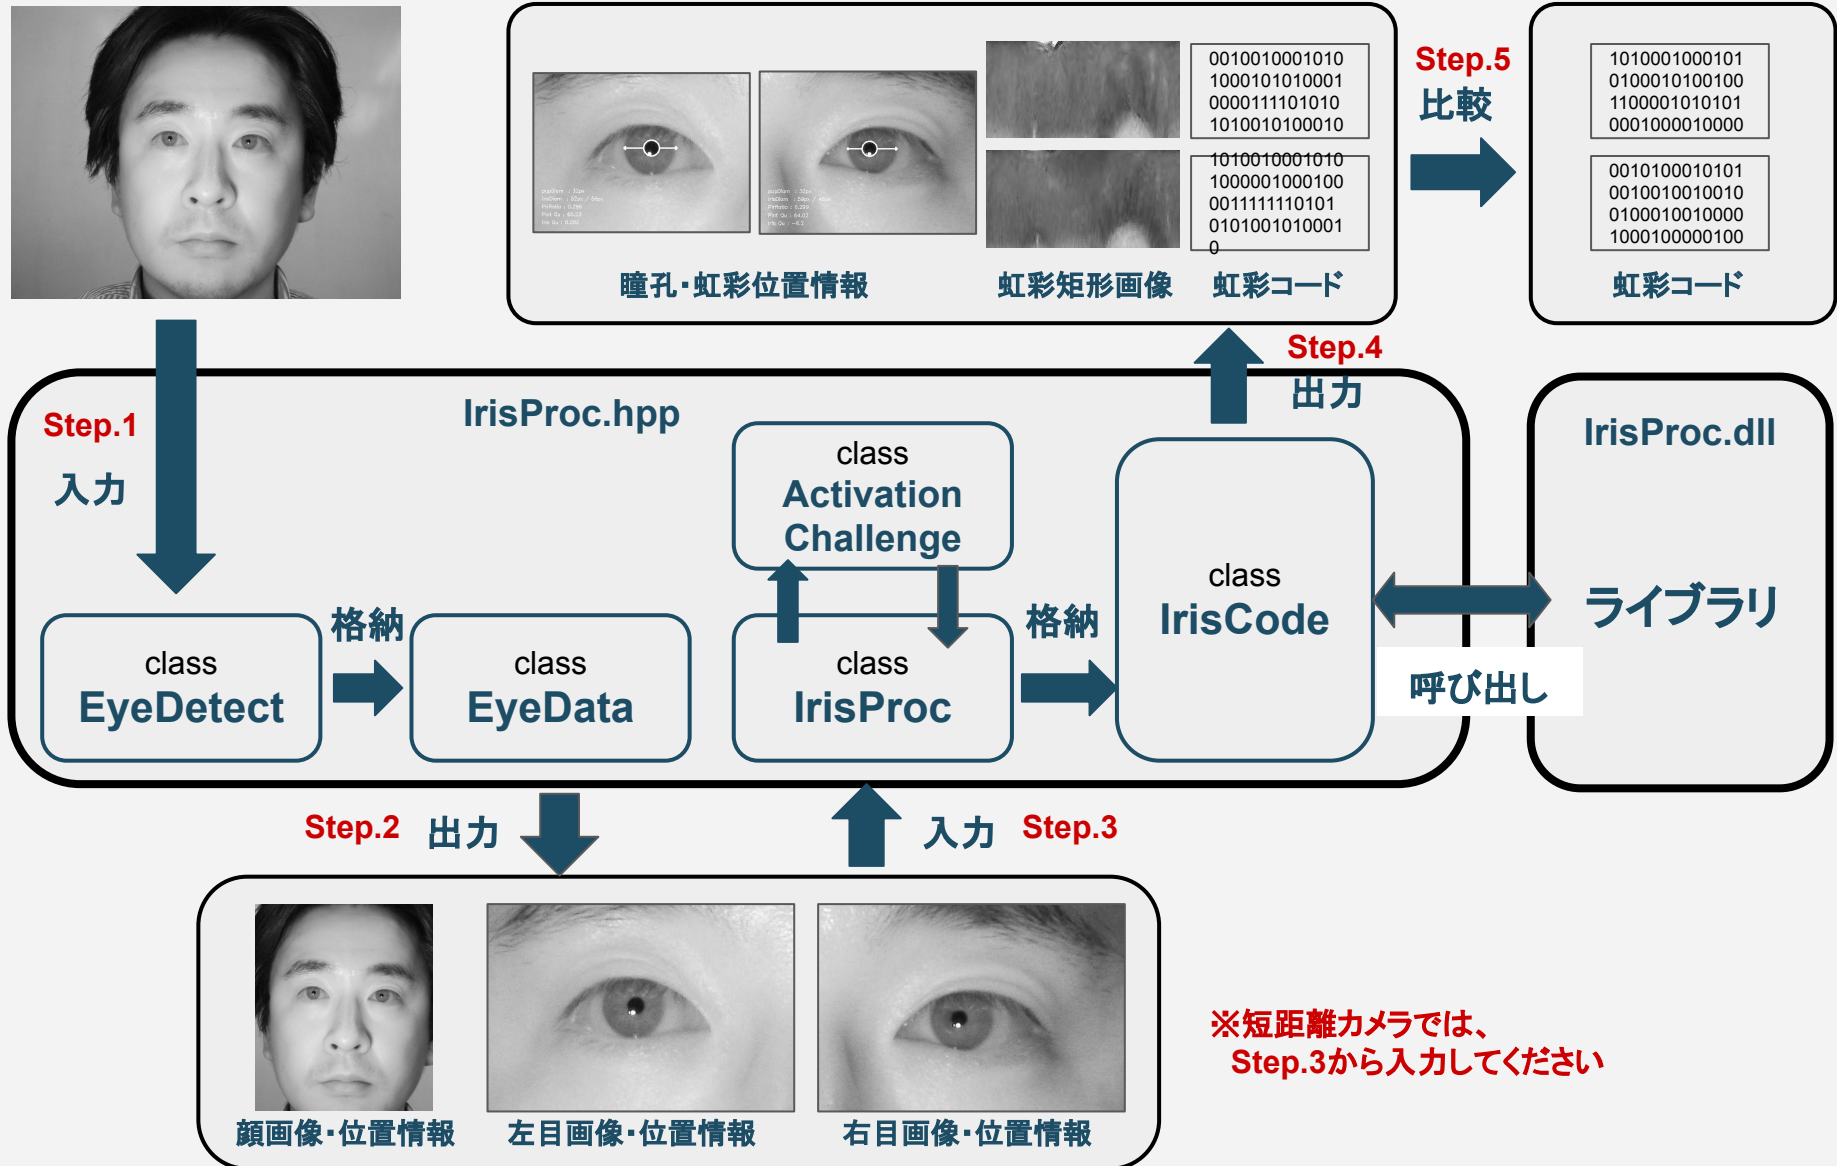 0010010001010
1000101010001
0000111101010
1010010100010
1010010001010
1000001000100
0011111110101
0101001010001
0
瞳孔・虹彩位置情報
虹彩矩形画像
虹彩コード
Step.5
比較
1010001000101
0100010100100
1100001010101
0001000010000
0010100010101
0010010010010
0100010010000
1000100000100
虹彩コード
Step.4
出力
Step.1
入力
IrisProc.hpp
class
Activation
Challenge
class
EyeDetect
格納
class
EyeData
class
IrisProc
格納
class
IrisCode
IrisProc.dll
ライブラリ
呼び出し
Step.2
出力
入力
Step.3
顔画像・位置情報
左目画像・位置情報
右目画像・位置情報
※短距離カメラでは、
Step.3から入力してください